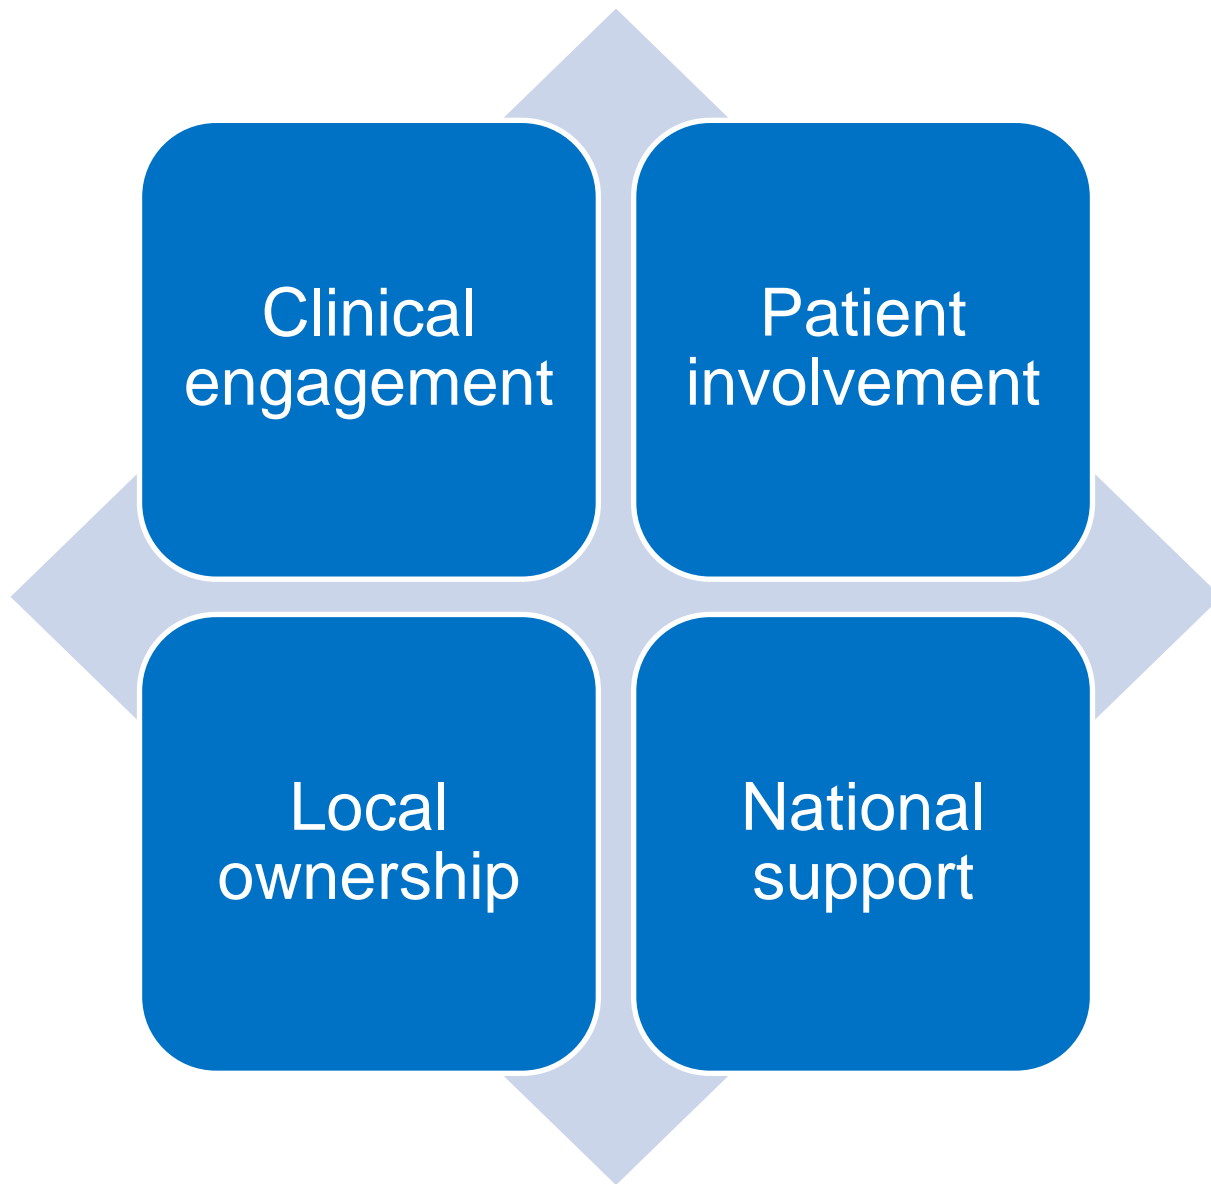 Clinical
engagement
Patient
involvement
Local
ownership
National
support